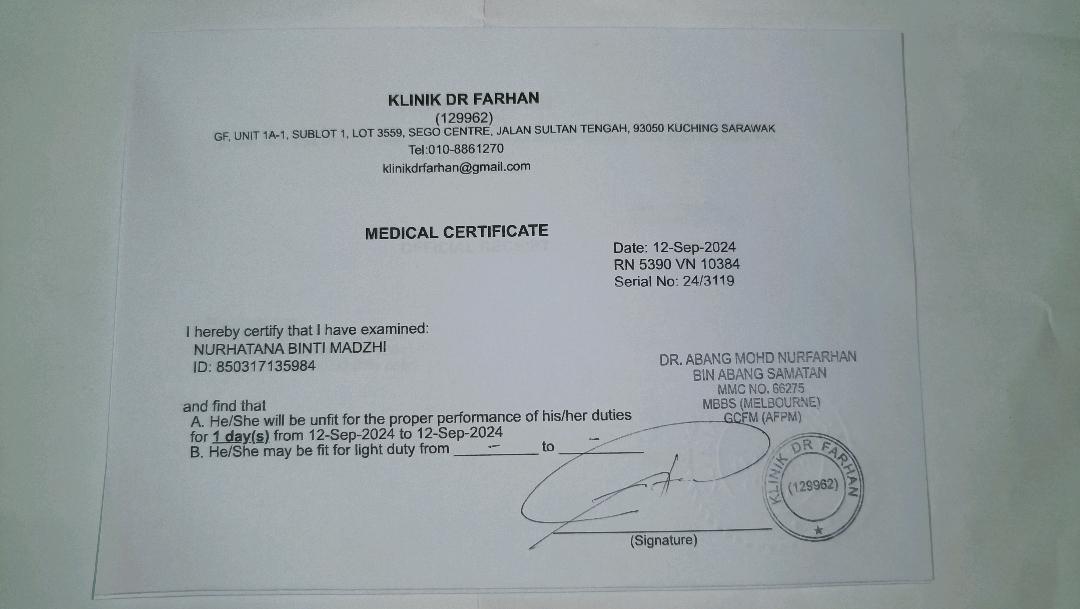 KLINIK DR FARHAN
(129962)
GF, UNIT 1A-1, SUBLOT 1, LOT 3559, SEGO CENTRE, JALAN SULTAN TENGAH, 93050 KUCHING SARAWAK
Tel:010-8861270
klinikdrfarhan@gmail.com
MEDICAL CERTIFICATE
Date: 12-Sep-2024
RN 5390 VN 10384
Serial No: 24/3119
I hereby certify that I have examined:
NURHATANA BINTI MADZHI
ID: 850317135984
and find that
A. He/She will be unfit for the proper performance of his/her duties
for 1 day(s) from 12-Sep-2024 to 12-Sep-2024
B. He/She may be fit for light duty from – to –
DR. ABANG MOHD NURFARHAN
BIN ABANG SAMATAN
MMC NO. 66275
MBBS (MELBOURNE)
GCFM (AFPM)
KLINIK DR FARHAN
(129962)
(Signature)